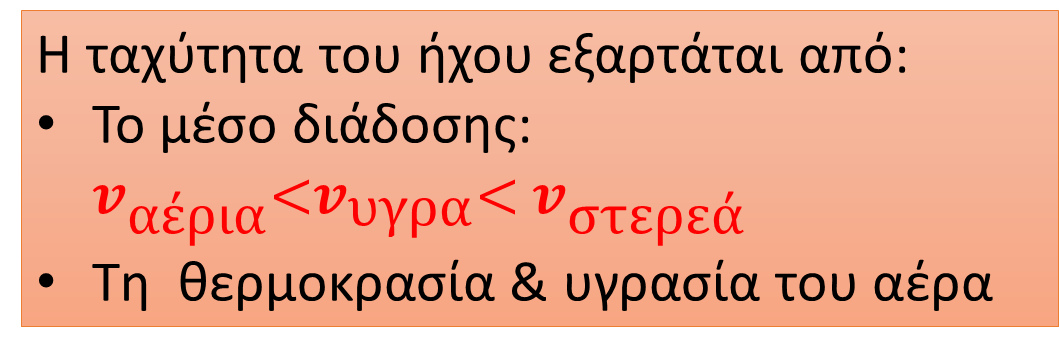 Η ταχύτητα του ήχου εξαρτάται από:
• Το μέσο διάδοσης:
υαέρια<υυγρα< υστερεά
• Τη θερμοκρασία & υγρασία του αέρα